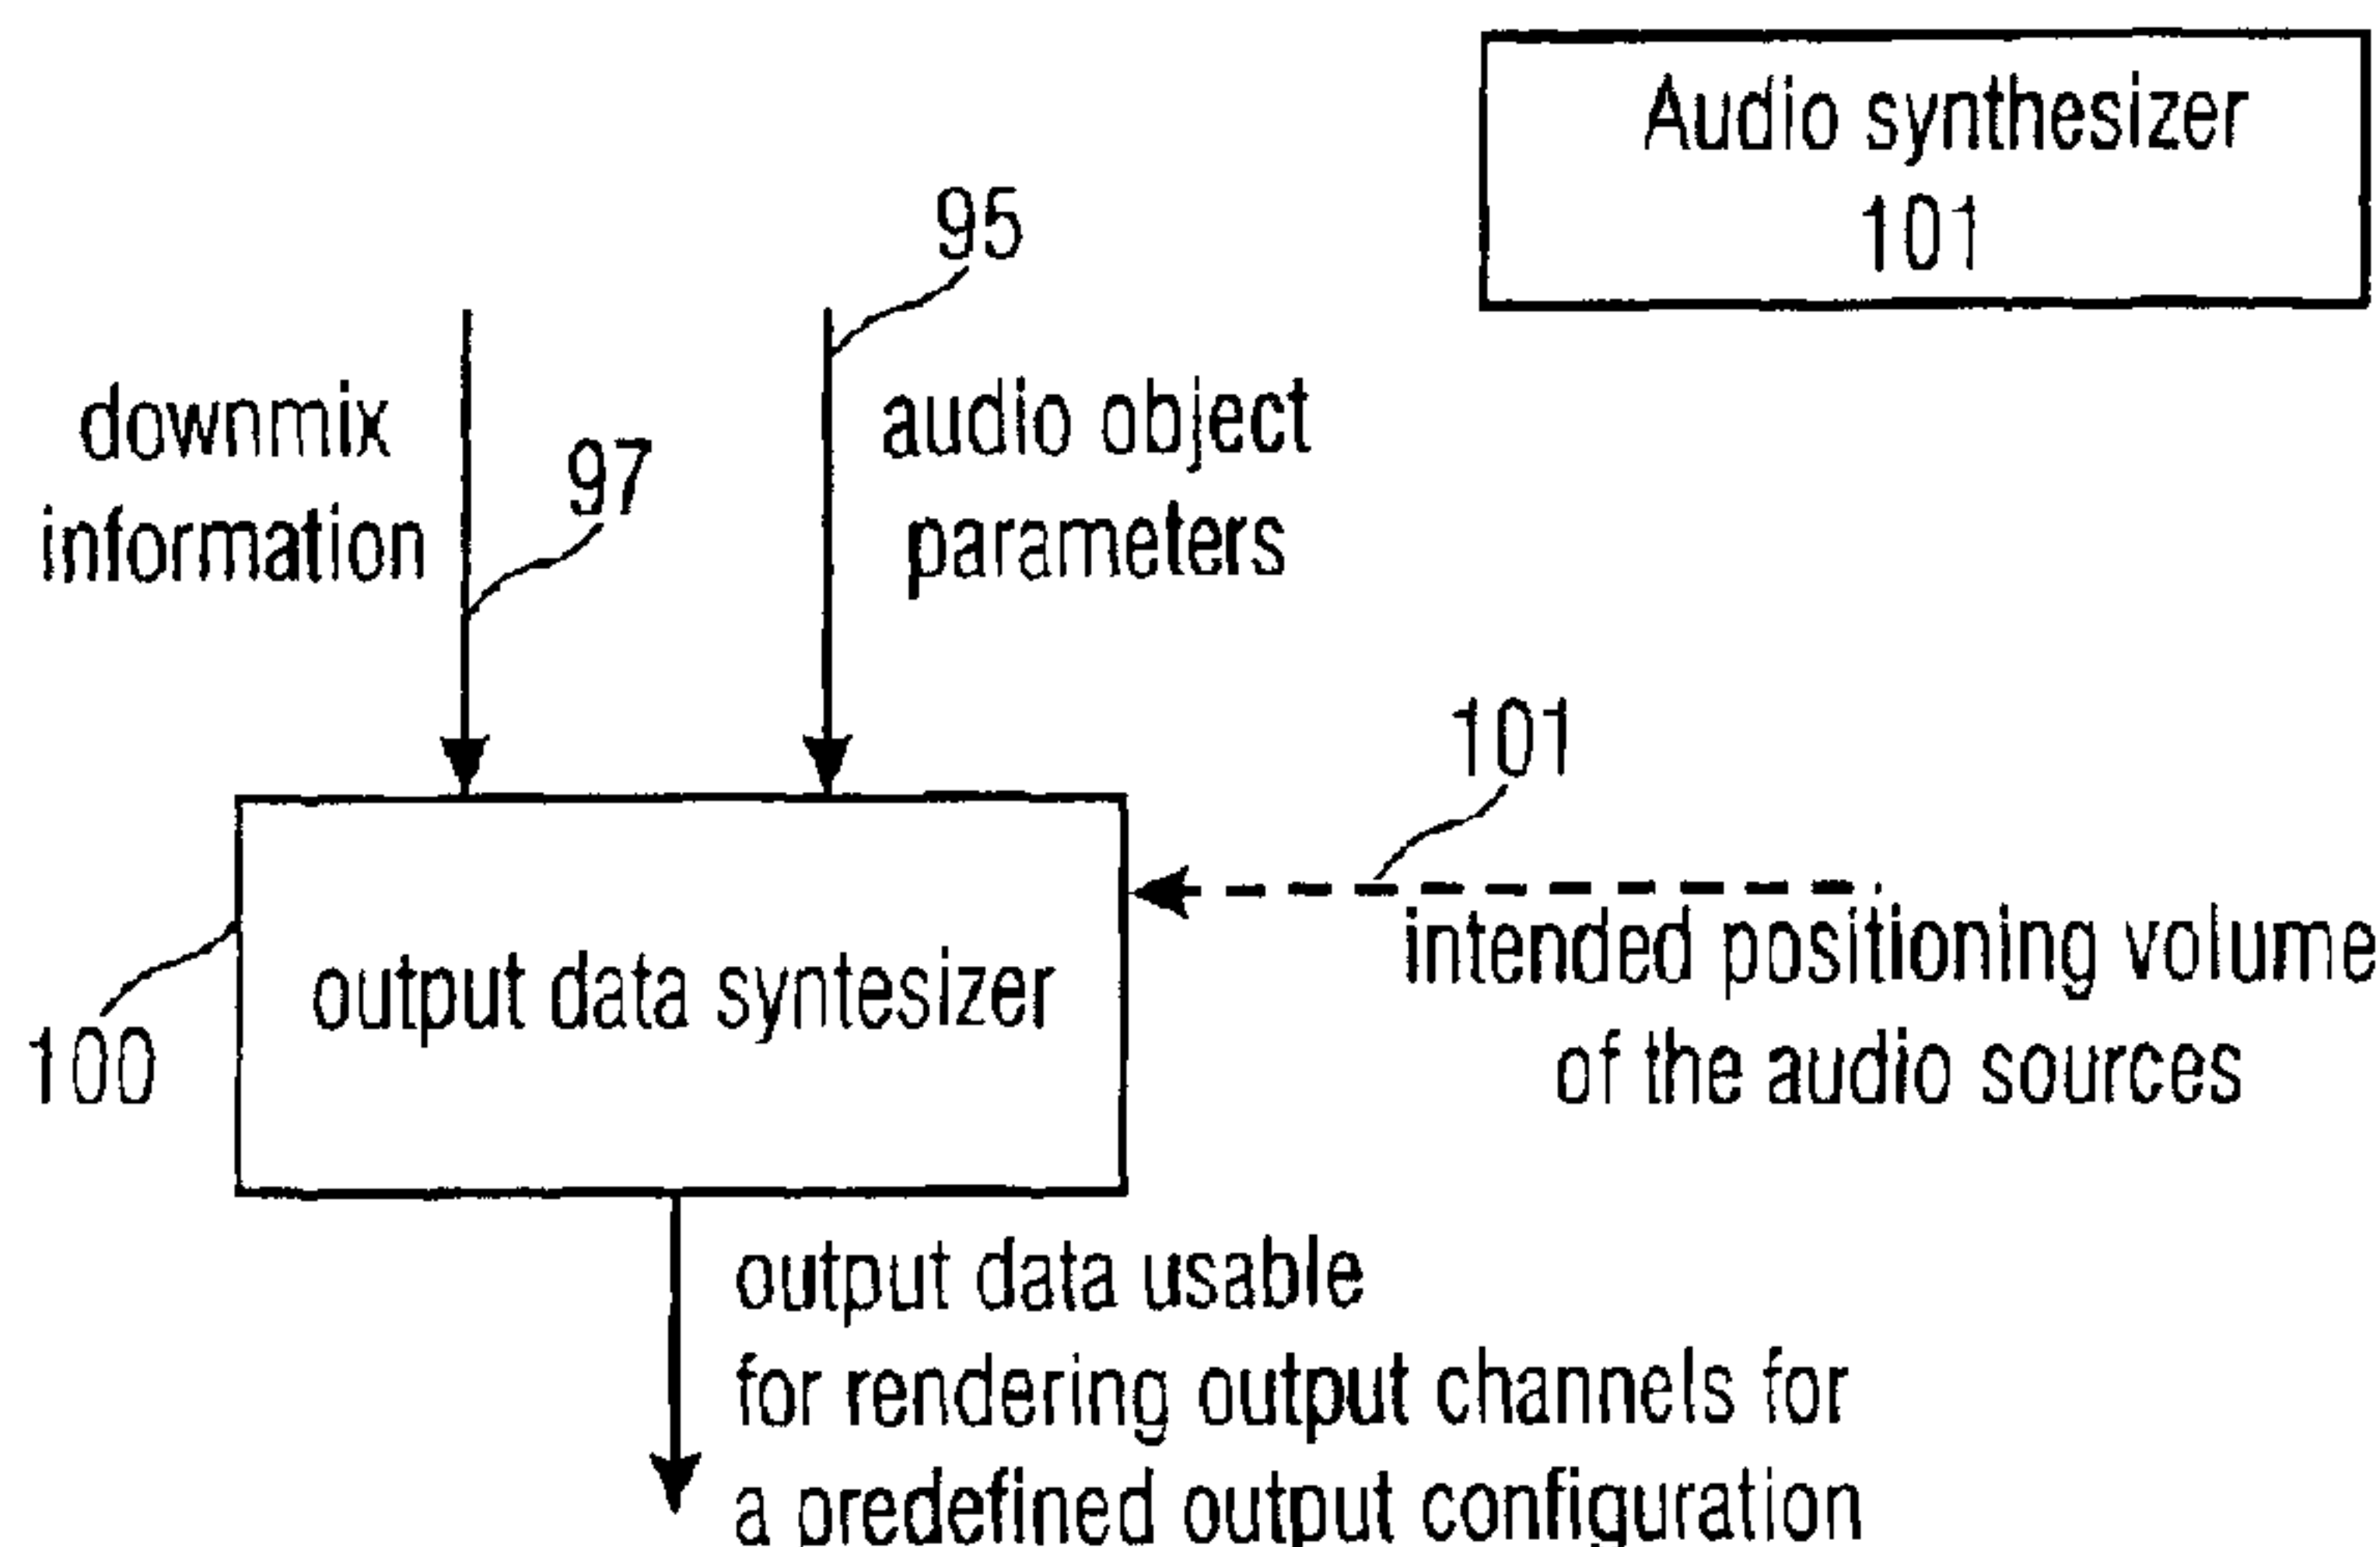 Audio synthesizer
101
95
downmix
information
97
audio object
parameters
101
intended positioning volume
of the audio sources
output data syntesizer
100
output data usable
for rendering output channels for
a predefined output configuration